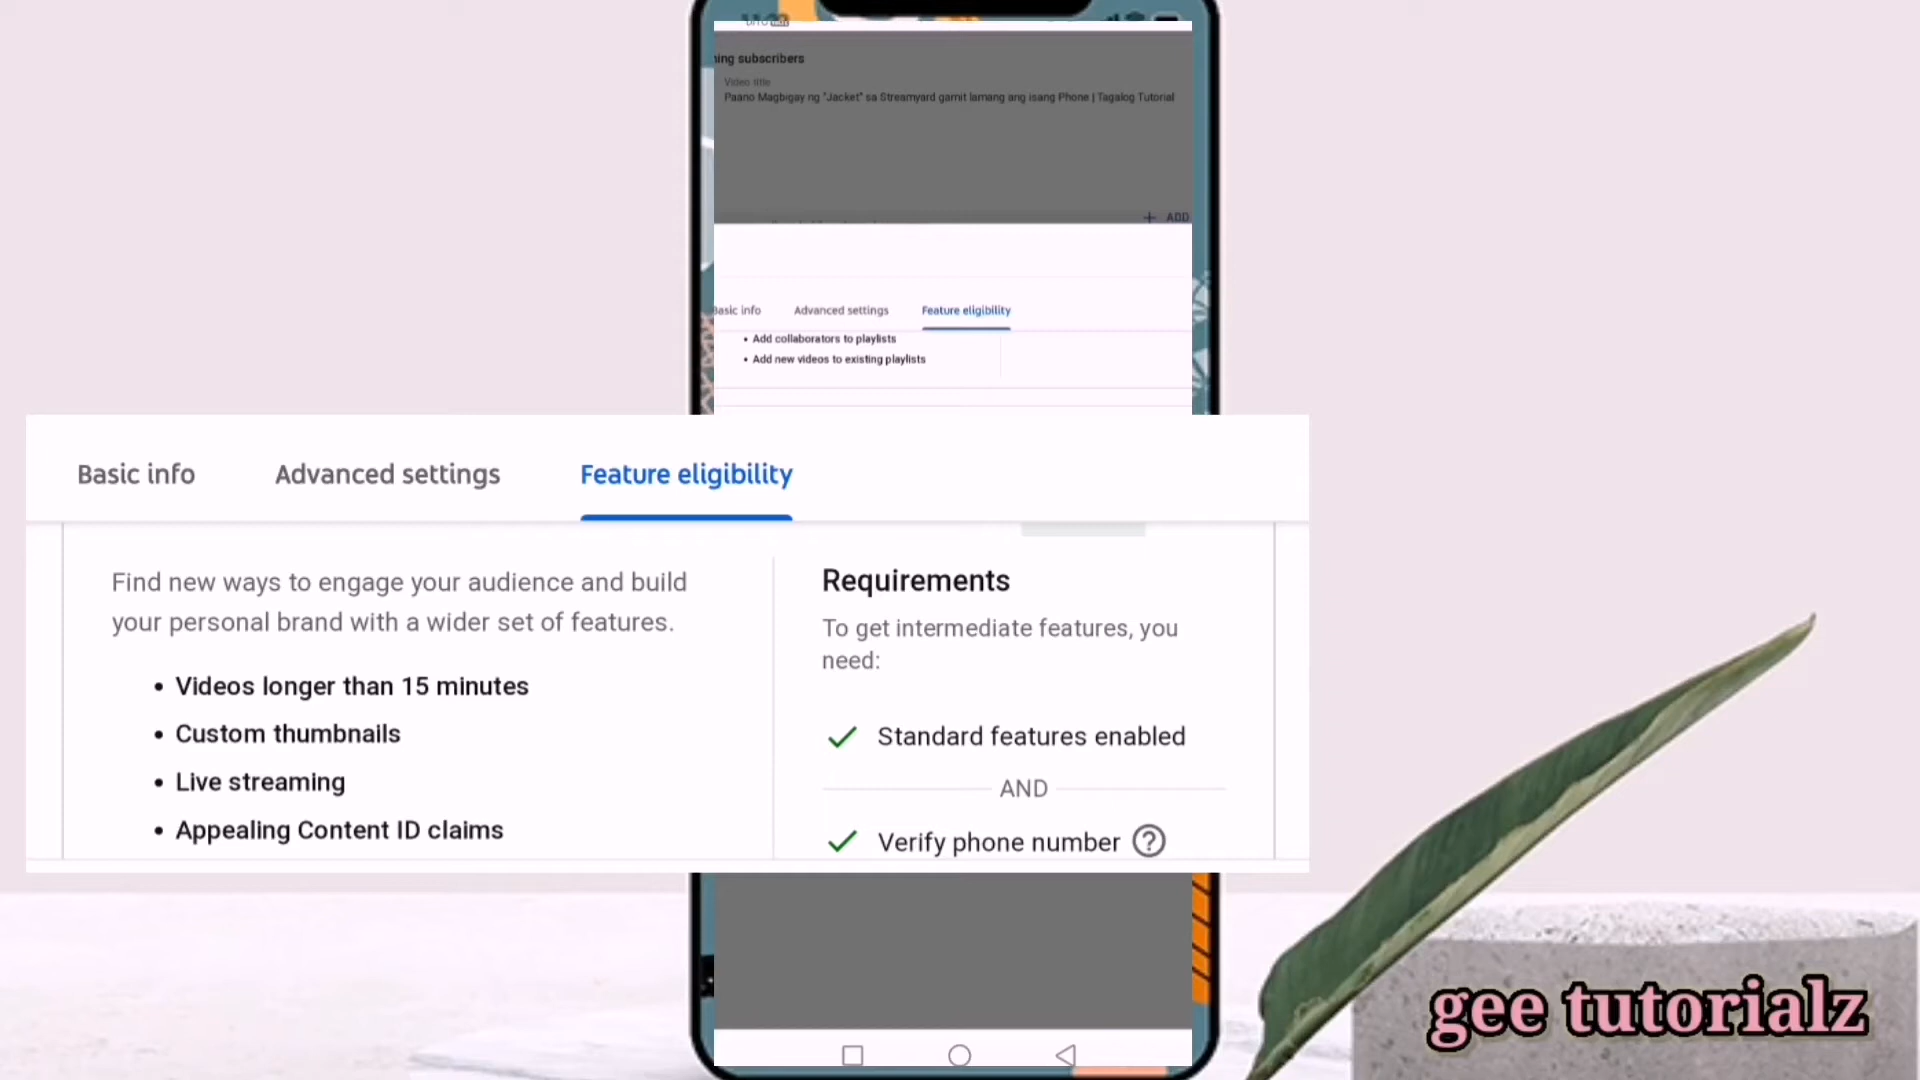 ning subscribers
Video title
Paano Magbigay ng "Jacket" sa Streamyard gamit lamang ang isang Phone | Tagalog Tutorial
+ ADD
Basic info Advanced settings Feature eligibility
• Add collaborators to playlists
• Add new videos to existing playlists
Basic info Advanced settings Feature eligibility
Find new ways to engage your audience and build
your personal brand with a wider set of features.
• Videos longer than 15 minutes
• Custom thumbnails
• Live streaming
• Appealing Content ID claims
Requirements
To get intermediate features, you
need:
Standard features enabled
AND
Verify phone number ?
gee tutorialz